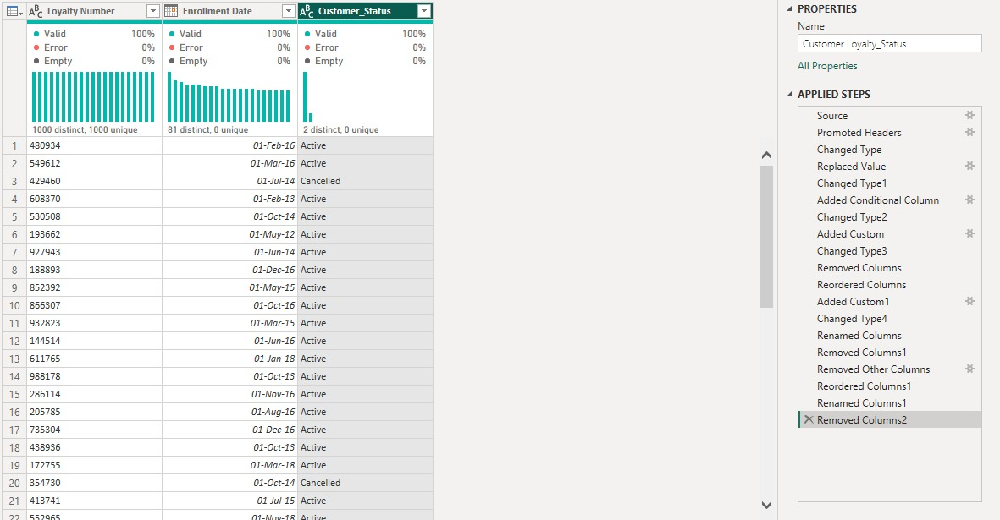 Loyalty Number Enrollment Date Customer_Status
Valid 100% Valid 100% Valid 100%
Error 0% Error 0% Error 0%
Empty 0% Empty 0% Empty 0%
1000 distinct, 1000 unique 81 distinct, 0 unique 2 distinct, 0 unique
1 480934 01-Feb-16 Active
2 549612 01-Mar-16 Active
3 429460 01-Jul-14 Cancelled
4 608370 01-Feb-13 Active
5 530508 01-Oct-14 Active
6 193662 01-May-12 Active
7 927943 01-Jun-14 Active
8 188893 01-Dec-16 Active
9 852392 01-May-15 Active
10 866307 01-Oct-16 Active
11 932823 01-Mar-15 Active
12 144514 01-Jun-16 Active
13 611765 01-Jan-18 Active
14 988178 01-Oct-13 Active
15 286114 01-Nov-16 Active
16 205785 01-Aug-16 Active
17 735304 01-Dec-16 Active
18 438936 01-Oct-13 Active
19 172755 01-Mar-18 Active
20 354730 01-Oct-14 Cancelled
21 413741 01-Jul-15 Active
22 552965 01-Nov-18 Active
PROPERTIES
Name
Customer Loyalty_Status
All Properties
APPLIED STEPS
Source
Promoted Headers
Changed Type
Replaced Value
Changed Type1
Added Conditional Column
Changed Type2
Added Custom
Changed Type3
Removed Columns
Reordered Columns
Added Custom1
Changed Type4
Renamed Columns
Removed Columns1
Removed Other Columns
Reordered Columns1
Renamed Columns1
Removed Columns2